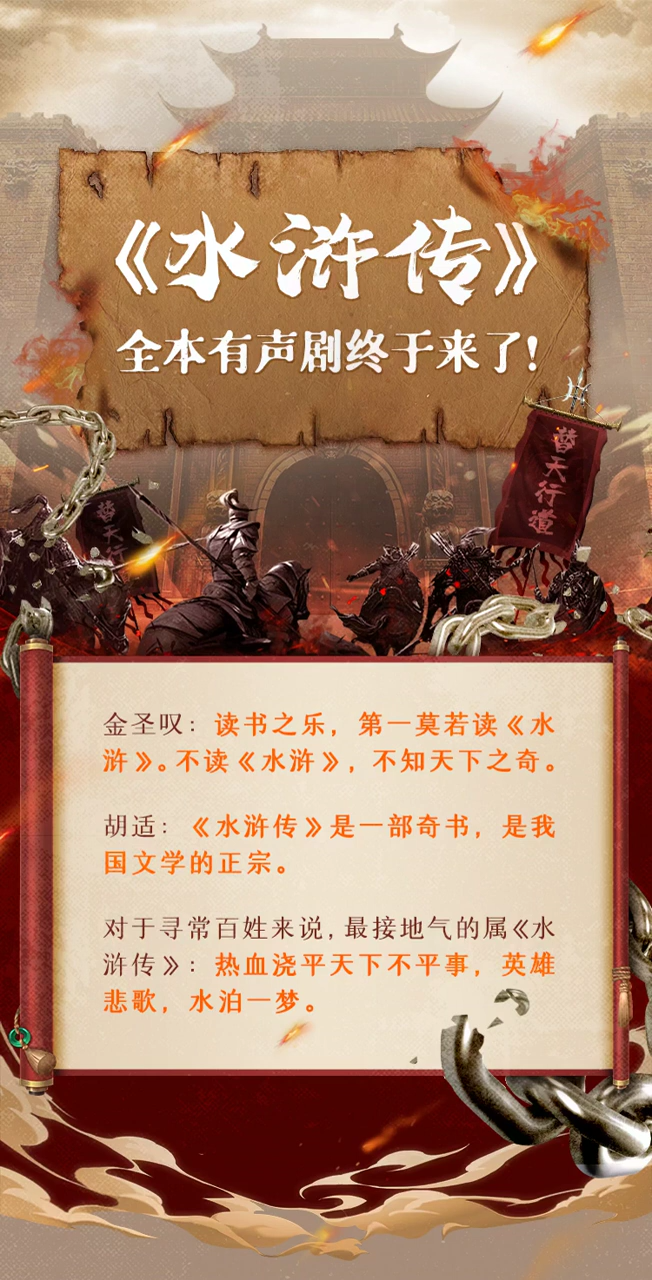 《水浒传》
全本有声剧终于来了!
替天行道
替天行
金圣叹：读书之乐，第一莫若读《水
浒》。不读《水浒》，不知天下之奇。
胡适：《水浒传》是一部奇书，是我
国文学的正宗。
对于寻常百姓来说，最接地气的属《水
浒传》：热血浇平天下不平事，英雄
悲歌，水泊一梦。